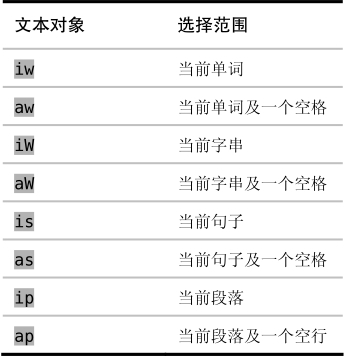 文本对象 选择范围
iw 当前单词
aw 当前单词及一个空格
iW 当前字串
aW 当前字串及一个空格
is 当前句子
as 当前句子及一个空格
ip 当前段落
ap 当前段落及一个空行